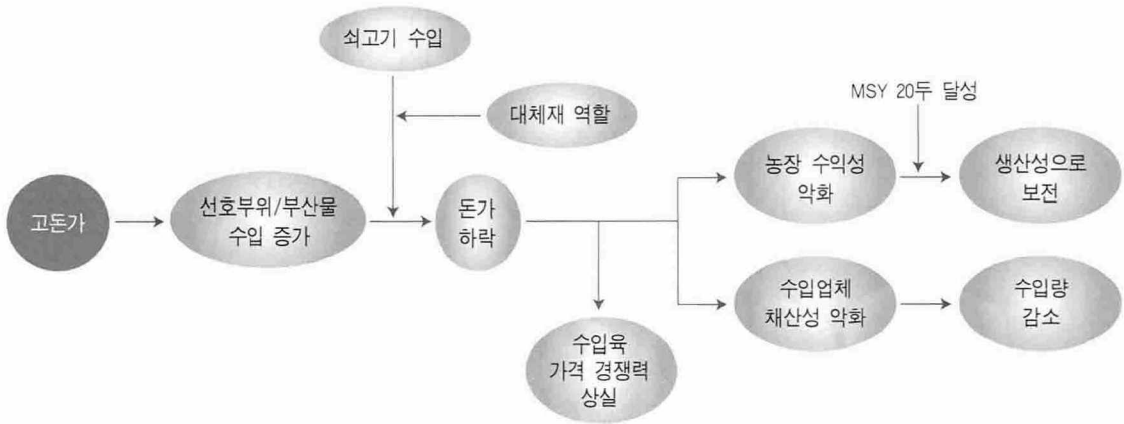 쇠고기 수입
대체재 역할
MSY 20두 달성
고돈가
선호부위/부산물
수입 증가
돈가
하락
농장 수익성
악화
생산성으로
보전
수입업체
채산성 악화
수입량
감소
수입육
가격 경쟁력
상실